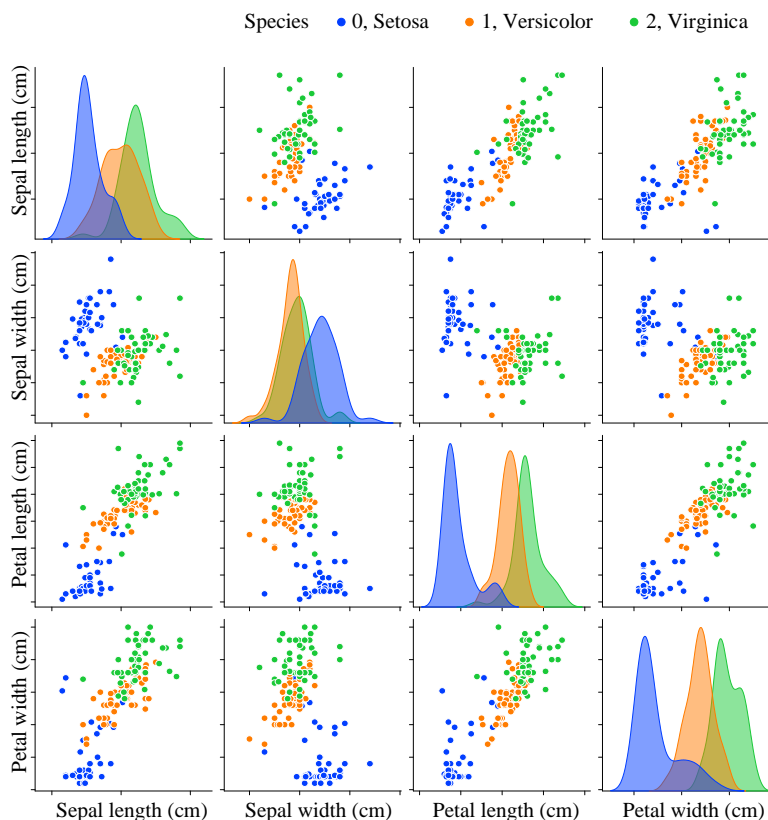 Species 0, Setosa 1, Versicolor 2, Virginica
Sepal length (cm)
Sepal width (cm)
Petal length (cm)
Petal width (cm)
Sepal length (cm) Sepal width (cm) Petal length (cm) Petal width (cm)